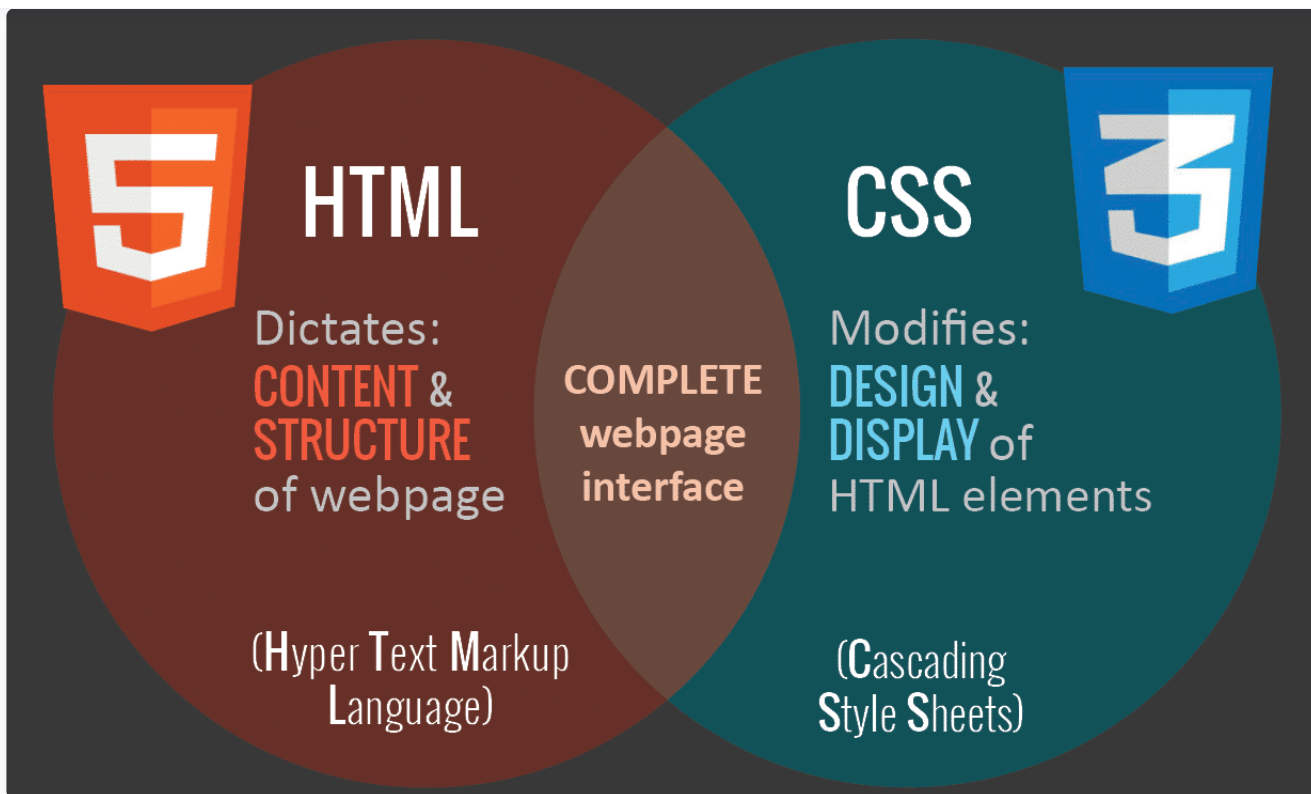 5
HTML
Dictates:
CONTENT &
STRUCTURE
of webpage
(Hyper Text Markup
Language)
COMPLETE
webpage
interface
3
CSS
Modifies:
DESIGN &
DISPLAY of
HTML elements
(Cascading
Style Sheets)